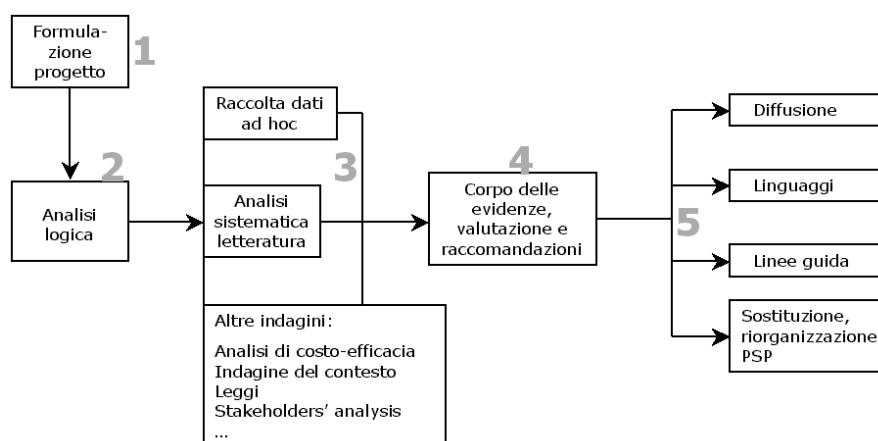 Formula-
zione
progetto
1
2
Analisi
logica
Raccolta dati
ad hoc
3
Analisi
sistematica
letteratura
Altre indagini:
Analisi di costo-efficacia
Indagine del contesto
Leggi
Stakeholders' analysis
...
4
Corpo delle
evidenze,
valutazione e
raccomandazioni
5
Diffusione
Linguaggi
Linee guida
Sostituzione,
riorganizzazione
PSP